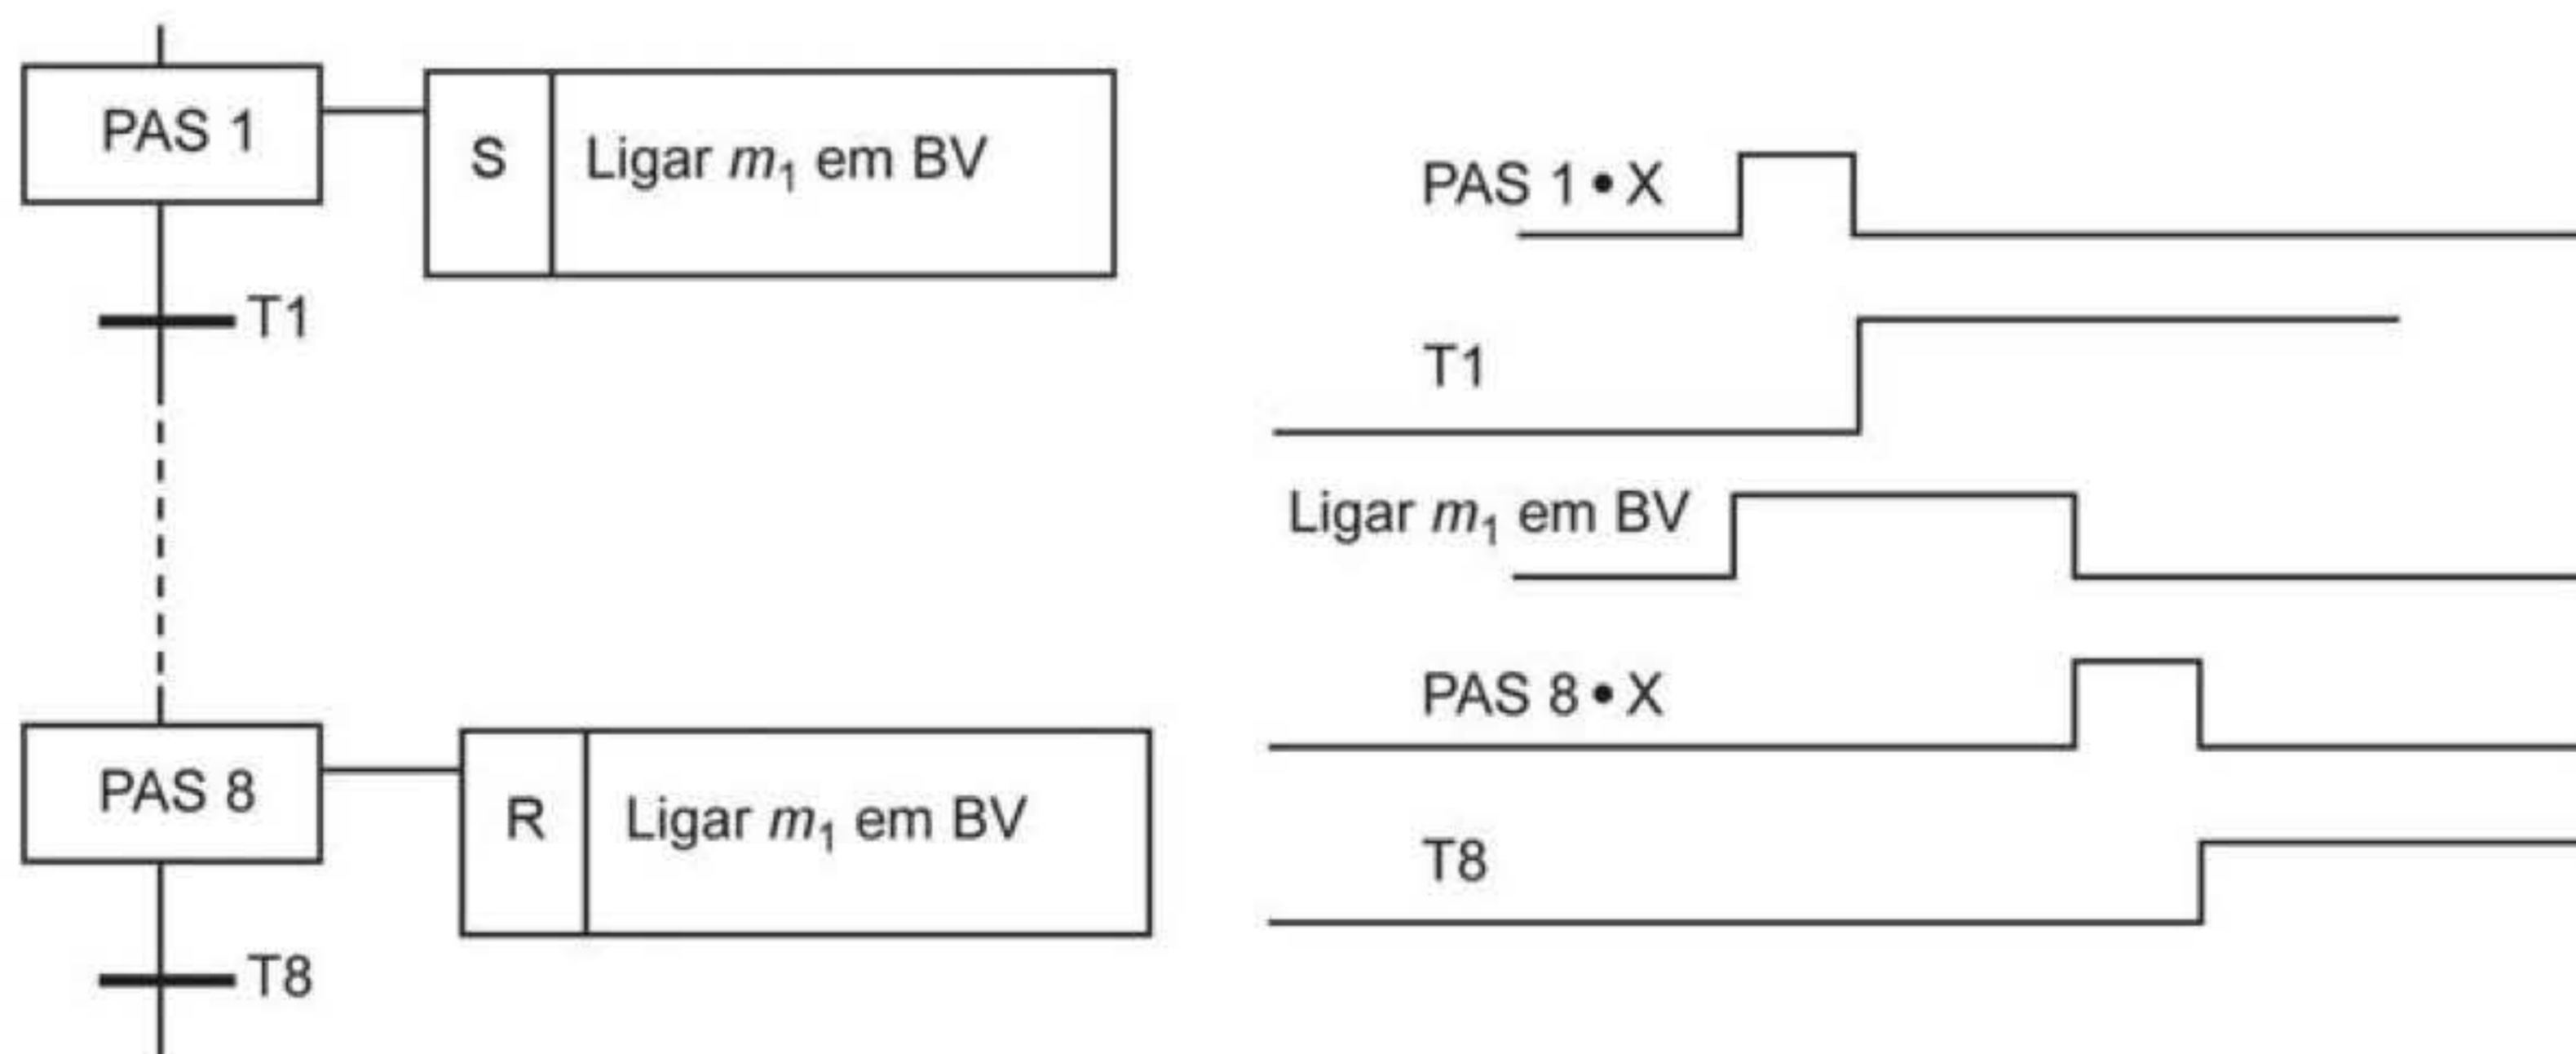 PAS 1
S Ligar m₁ em BV
T1
PAS 8
R Ligar m₁ em BV
T8
PAS 1 • X
T1
Ligar m₁ em BV
PAS 8 • X
T8